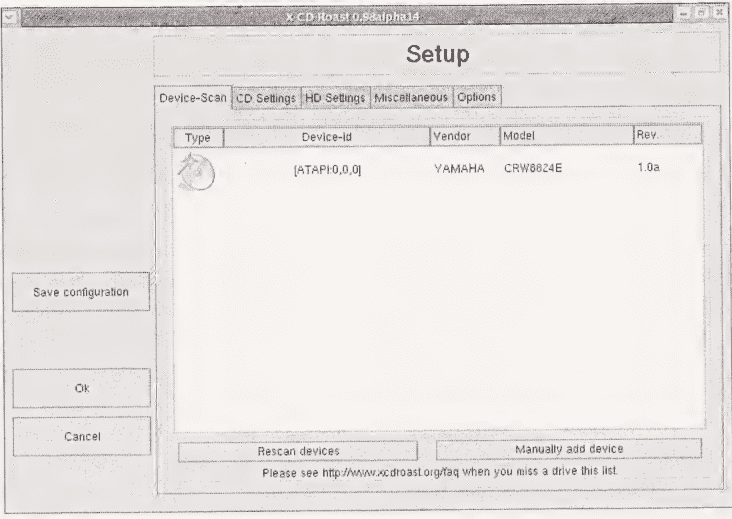 X-CD-Roast 0.98alpha14
Setup
Device-Scan CD Settings HD Settings Miscellaneous Options
Type Device-Id Vendor Model Rev.
[ATAPI:0,0,0] YAMAHA CRW8824E 1.0a
Save configuration
Ok
Cancel
Rescan devices Manually add device
Please see http://www.xcdroast.org/faq when you miss a drive this list.